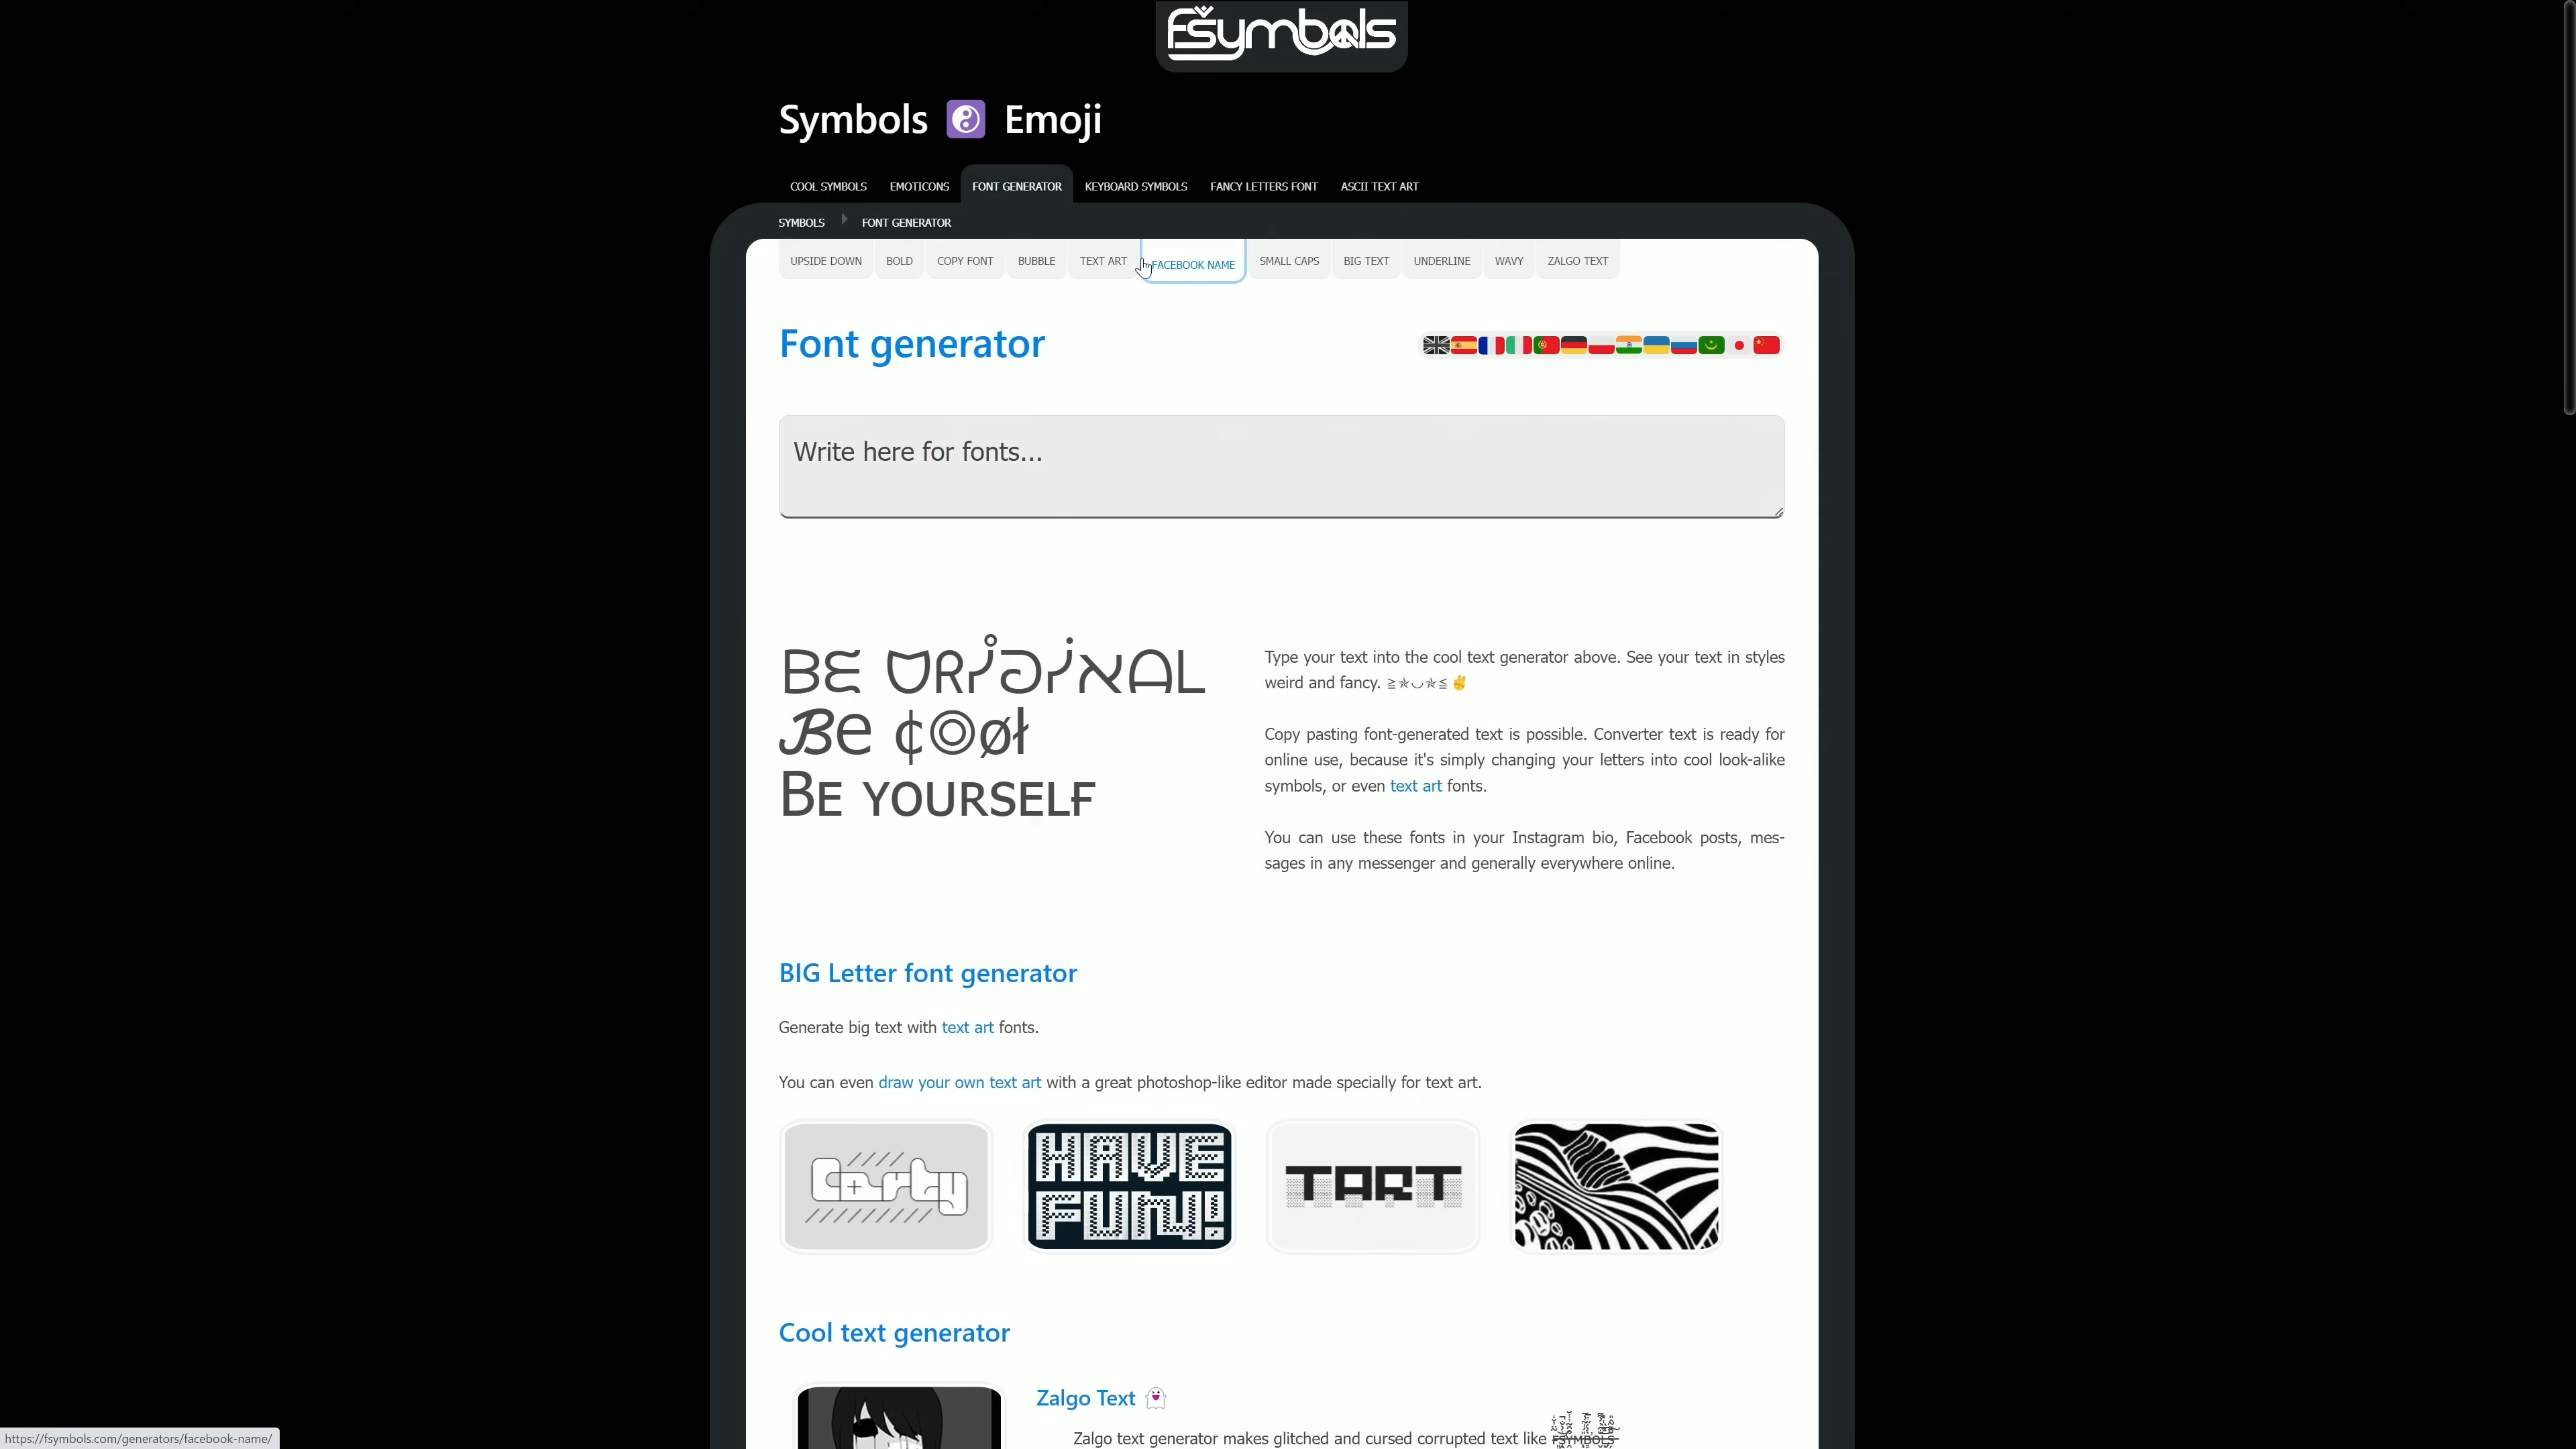 fsymbols
Symbols ☯ Emoji
COOL SYMBOLS EMOTICONS FONT GENERATOR KEYBOARD SYMBOLS FANCY LETTERS FONT ASCII TEXT ART
SYMBOLS FONT GENERATOR
UPSIDE DOWN BOLD COPY FONT BUBBLE TEXT ART FACEBOOK NAME SMALL CAPS BIG TEXT UNDERLINE WAVY ZALGO TEXT
Font generator
Write here for fonts...
Type your text into the cool text generator above. See your text in styles
weird and fancy. ≧✯◡✯≦✌
BE ORIGINAL
ℬe ¢◎øł
Bᴇ ʏᴏᴜʀsᴇʟғ
Copy pasting font-generated text is possible. Converter text is ready for
online use, because it's simply changing your letters into cool look-alike
symbols, or even text art fonts.
You can use these fonts in your Instagram bio, Facebook posts, mes-
sages in any messenger and generally everywhere online.
BIG Letter font generator
Generate big text with text art fonts.
You can even draw your own text art with a great photoshop-like editor made specially for text art.
Corty
HAVE
FUN!
TART
Cool text generator
Zalgo Text 👻
Zalgo text generator makes glitched and cursed corrupted text like FSYMBOLS
https://fsymbols.com/generators/facebook-name/